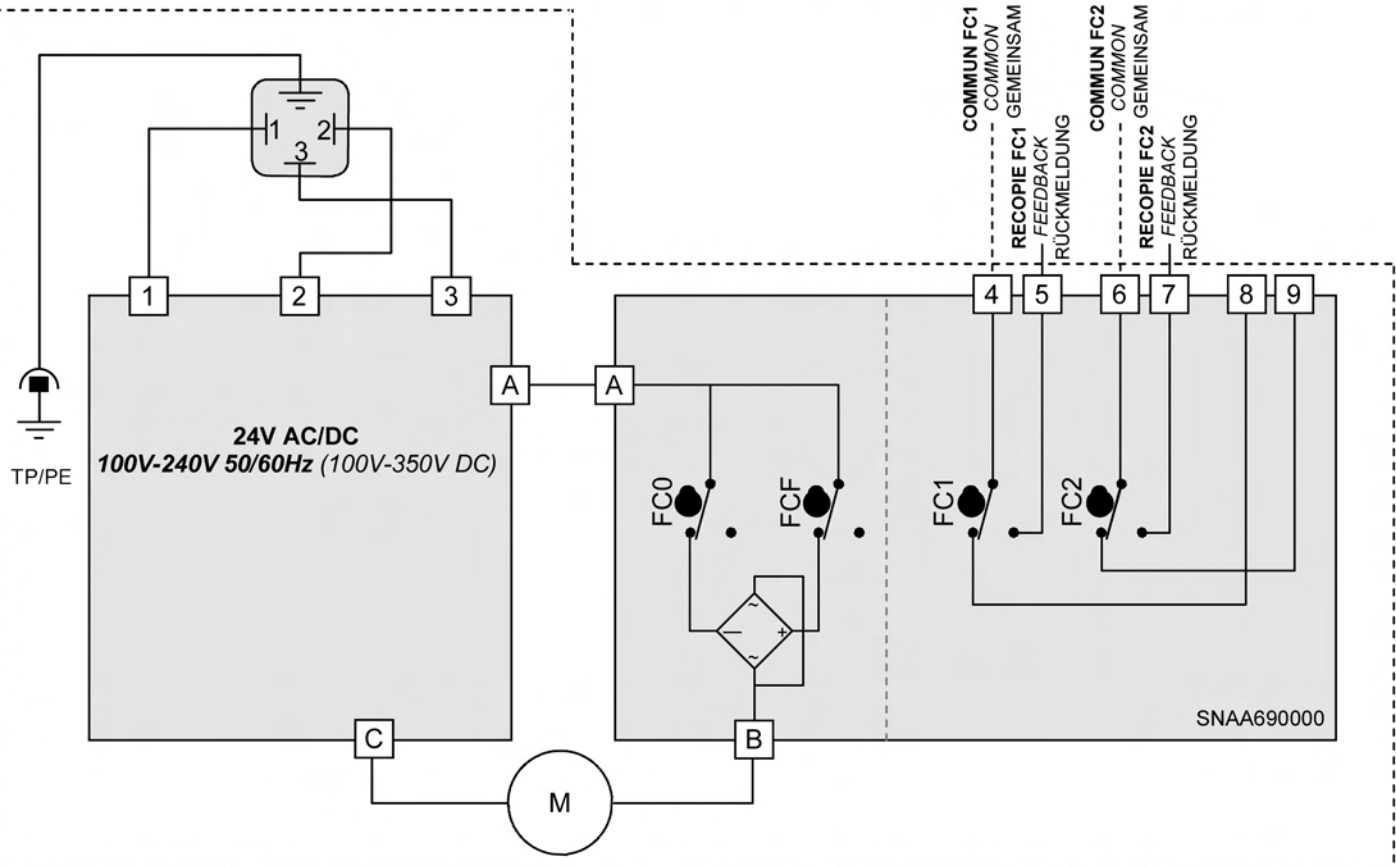 COMMUN FC1
COMMON
GEMEINSAM
RECOPIE FC1
FEEDBACK
RÜCKMELDUNG
COMMUN FC2
COMMON
GEMEINSAM
RECOPIE FC2
FEEDBACK
RÜCKMELDUNG
1 2
3
1 2 3
4 5 6 7 8 9
A A
TP/PE
24V AC/DC
100V-240V 50/60Hz (100V-350V DC)
FC0 FCF FC1 FC2
~
— +
~
SNAA690000
C B
M